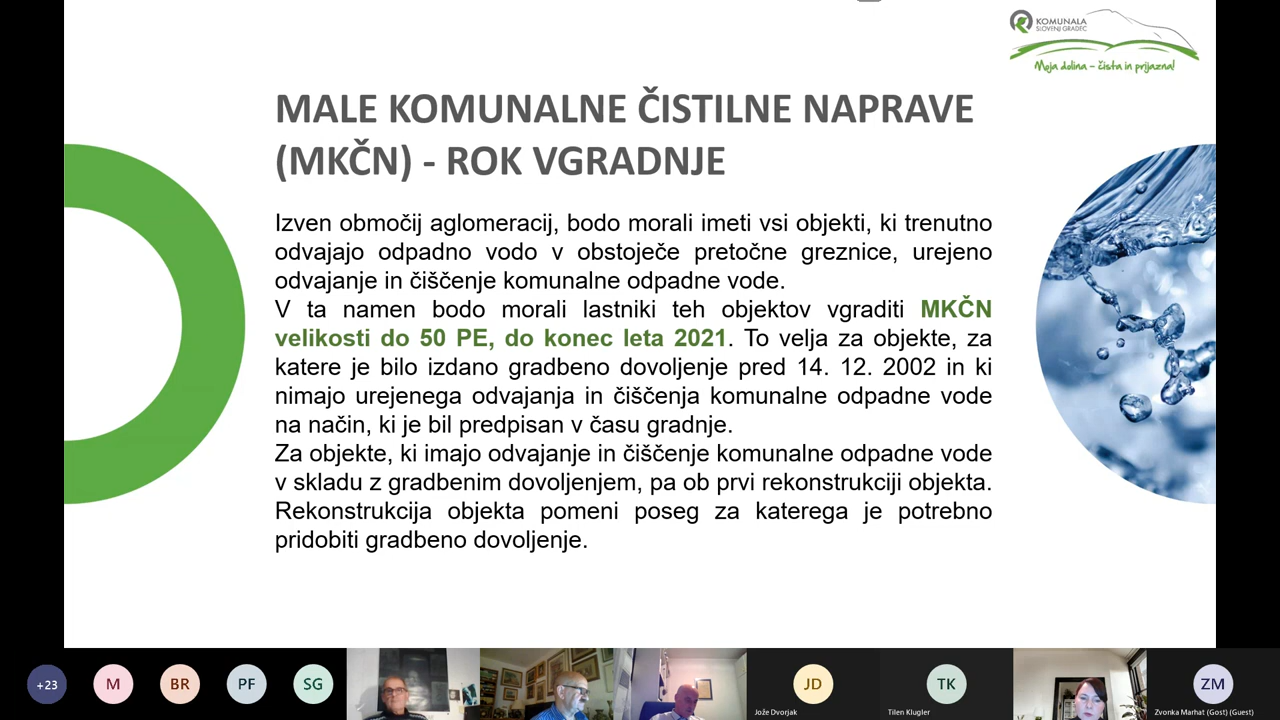 KOMUNALA
SLOVENJ GRADEC
Moja dolina – čista in prijazna!
MALE KOMUNALNE ČISTILNE NAPRAVE
(MKČN) - ROK VGRADNJE
Izven območij aglomeracij, bodo morali imeti vsi objekti, ki trenutno
odvajajo odpadno vodo v obstoječe pretočne greznice, urejeno
odvajanje in čiščenje komunalne odpadne vode.
V ta namen bodo morali lastniki teh objektov vgraditi MKČN
velikosti do 50 PE, do konec leta 2021. To velja za objekte, za
katere je bilo izdano gradbeno dovoljenje pred 14. 12. 2002 in ki
nimajo urejenega odvajanja in čiščenja komunalne odpadne vode
na način, ki je bil predpisan v času gradnje.
Za objekte, ki imajo odvajanje in čiščenje komunalne odpadne vode
v skladu z gradbenim dovoljenjem, pa ob prvi rekonstrukciji objekta.
Rekonstrukcija objekta pomeni poseg za katerega je potrebno
pridobiti gradbeno dovoljenje.
+23 M BR PF SG JD TK ZM
Jože Dvorjak Tilen Klugler Zvonka Marhat (Gost) (Guest)